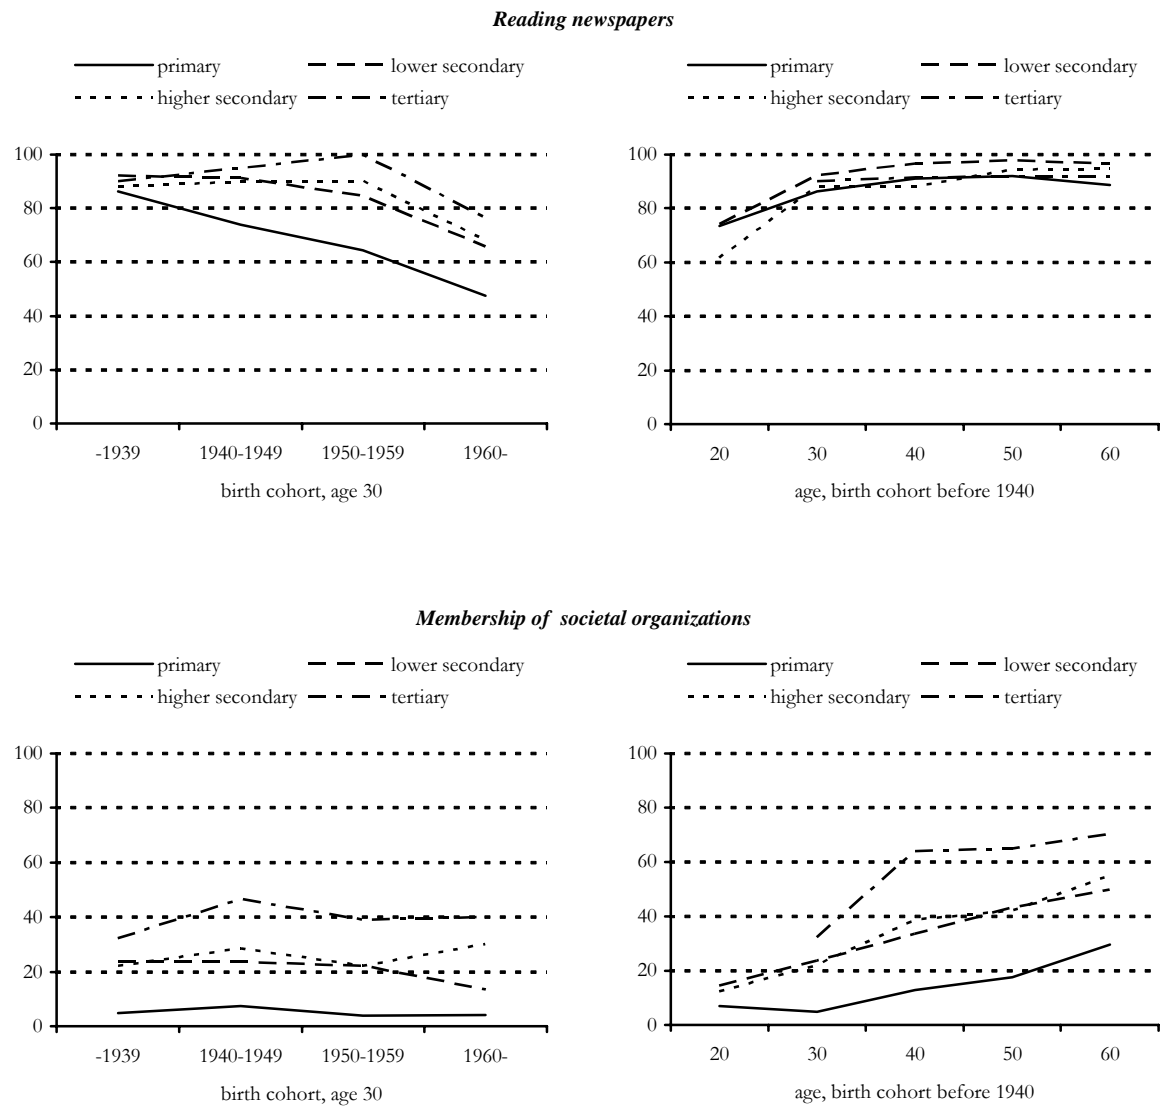 Reading newspapers
primary lower secondary
higher secondary tertiary
primary lower secondary
higher secondary tertiary
100
80
60
40
20
0
-1939 1940-1949 1950-1959 1960-
birth cohort, age 30
100
80
60
40
20
0
20 30 40 50 60
age, birth cohort before 1940
Membership of societal organizations
primary lower secondary
higher secondary tertiary
primary lower secondary
higher secondary tertiary
100
80
60
40
20
0
-1939 1940-1949 1950-1959 1960-
birth cohort, age 30
100
80
60
40
20
0
20 30 40 50 60
age, birth cohort before 1940